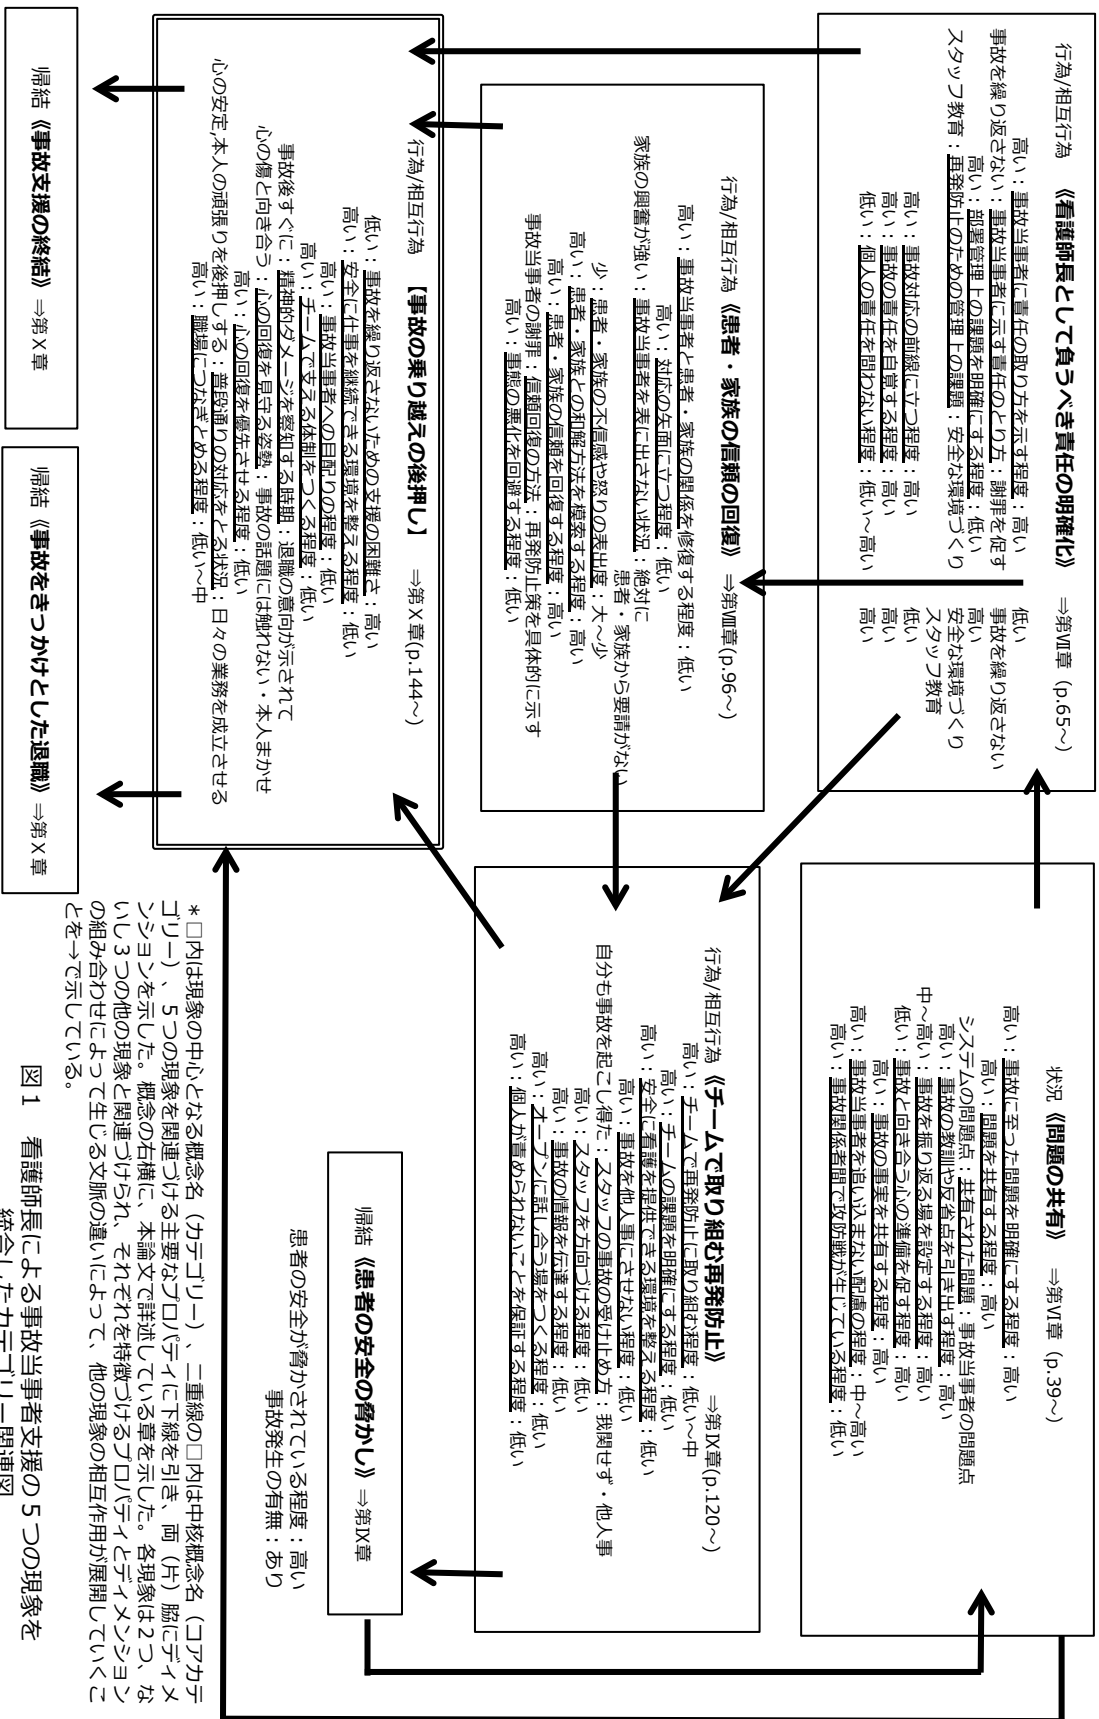 状況《問題の共有》 ⇒第Ⅵ章（p.39～）
高い：事故に至った問題を明確にする程度：高い
高い：問題を共有する程度：高い
システムの問題点：共有された問題：事故当事者の問題点
高い：事故の教訓や反省点を引き出す程度：高い
中～高い：事故を振り返る場を設定する程度：高い
低い：事故と向き合う心の準備を促す程度：高い
高い：事故の事実を共有する程度：高い
高い：事故当事者を追い込まない配慮の程度：中～高い
高い：事故関係者間で攻防戦が生じている程度：低い
行為/相互行為 《看護師長として負うべき責任の明確化》 ⇒第Ⅶ章（p.65～）
高い：事故当事者に責任の取り方を示す程度：高い 低い
事故を繰り返さない：事故当事者に示す責任のとり方：謝罪を促す 事故を繰り返さない
高い：部署管理上の課題を明確にする程度：低い 高い
スタッフ教育：再発防止のための管理上の課題：安全な環境づくり 安全な環境づくり
スタッフ教育
高い：事故対応の前線に立つ程度：高い 低い
高い：事故の責任を自覚する程度：高い 高い
低い：個人の責任を問わない程度：低い～高い 高い
行為/相互行為《患者・家族の信頼の回復》 ⇒第Ⅷ章(p.96～)
高い：事故当事者と患者・家族の関係を修復する程度：低い
高い：対応の矢面に立つ程度：低い
家族の興奮が強い：事故当事者を表に出さない状況：絶対に
患者・家族から要請がない
少：患者・家族の不信感や怒りの表出度：大～少
高い：患者・家族との和解方法を模索する程度：高い
高い：患者・家族の信頼を回復する程度：高い
事故当事者の謝罪：信頼回復の方法：再発防止策を具体的に示す
高い：事態の悪化を回避する程度：低い
行為/相互行為《チームで取り組む再発防止》 ⇒第Ⅸ章(p.120～)
高い：チームで再発防止に取り組む程度：低い～中
高い：チームの課題を明確にする程度：低い
高い：安全に看護を提供できる環境を整える程度：低い
高い：事故を他人事にさせない程度：低い
自分も事故を起こし得た：スタッフの事故の受け止め方：我関せず・他人事
高い：スタッフを方向づける程度：低い
高い：事故の情報を伝達する程度：低い
高い：オープンに話し合う場をつくる程度：低い
高い：個人が責められないことを保証する程度：低い
行為/相互行為 【事故の乗り越えの後押し】 ⇒第Ⅹ章(p.144～)
低い：事故を繰り返さないための支援の困難さ：高い
高い：安全に仕事を継続できる環境を整える程度：低い
高い：事故当事者への目配りの程度：低い
高い：チームで支える体制をつくる程度：低い
事故後すぐに：精神的ダメージを察知する時期：退職の意向が示されて
心の傷と向き合う：心の回復を見守る姿勢：事故の話題には触れない・本人まかせ
高い：心の回復を優先させる程度：低い
心の安定,本人の頑張りを後押しする：普段通りの対応をとる状況：日々の業務を成立させる
高い：職場につなぎとめる程度：低い～中
帰結《患者の安全の脅かし》⇒第Ⅸ章
患者の安全が脅かされている程度：高い
事故発生の有無：あり
帰結《事故支援の終結》⇒第Ⅹ章
帰結《事故をきっかけとした退職》⇒第Ⅹ章
＊□内は現象の中心となる概念名（カテゴリー）、二重線の□内は中核概念名（コアカテ
ゴリー）、５つの現象を関連づける主要なプロパティに下線を引き、両（片）脇にディメ
ンションを示した。概念の右横に、本論文で詳述している章を示した。各現象は２つ、な
いし３つの他の現象と関連づけられ、それぞれを特徴づけるプロパティとディメンション
の組み合わせによって生じる文脈の違いによって、他の現象の相互作用が展開していくこ
とを→で示している。
図１ 看護師長による事故当事者支援の５つの現象を
統合したカテゴリー関連図